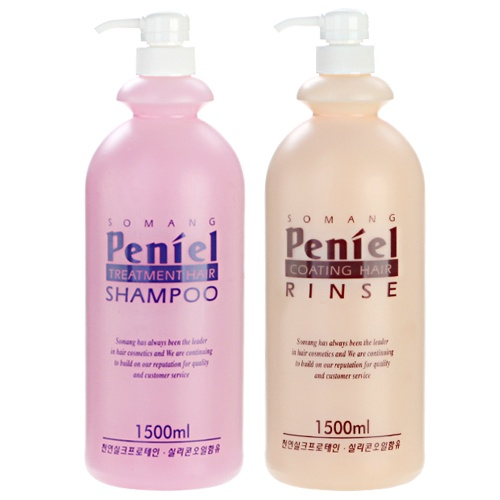 SOMANG
Peníel
TREATMENT HAIR
SHAMPOO
Somang has always been the leader
in hair cosmetics and We are continuing
to build on our reputation for quality
and customer service
1500ml
천연실크프로테인 · 실리콘오일함유
SOMANG
Peníel
COATING HAIR
RINSE
Somang has always been the leader
in hair cosmetics and We are continuing
to build on our reputation for quality
and customer service
1500ml
천연실크프로테인 · 실리콘오일함유